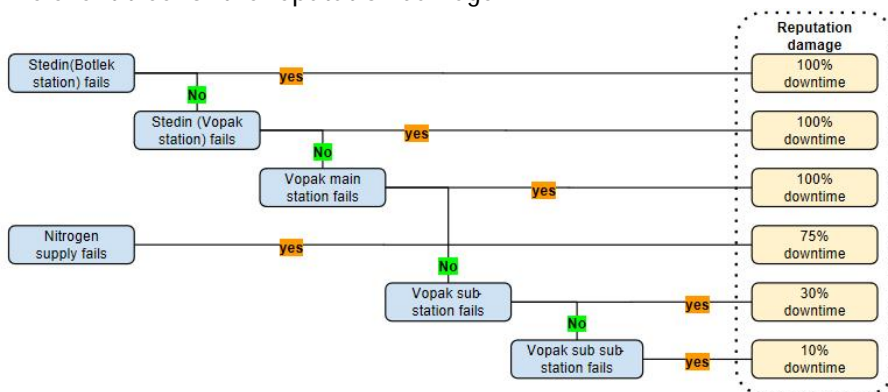 Reputation
damage
Stedin(Botlek
station) fails
yes
100%
downtime
No
Stedin (Vopak
station) fails
yes
100%
downtime
No
Vopak main
station fails
yes
100%
downtime
Nitrogen
supply fails
yes
75%
downtime
No
Vopak sub-
station fails
yes
30%
downtime
No
Vopak sub sub-
station fails
yes
10%
downtime